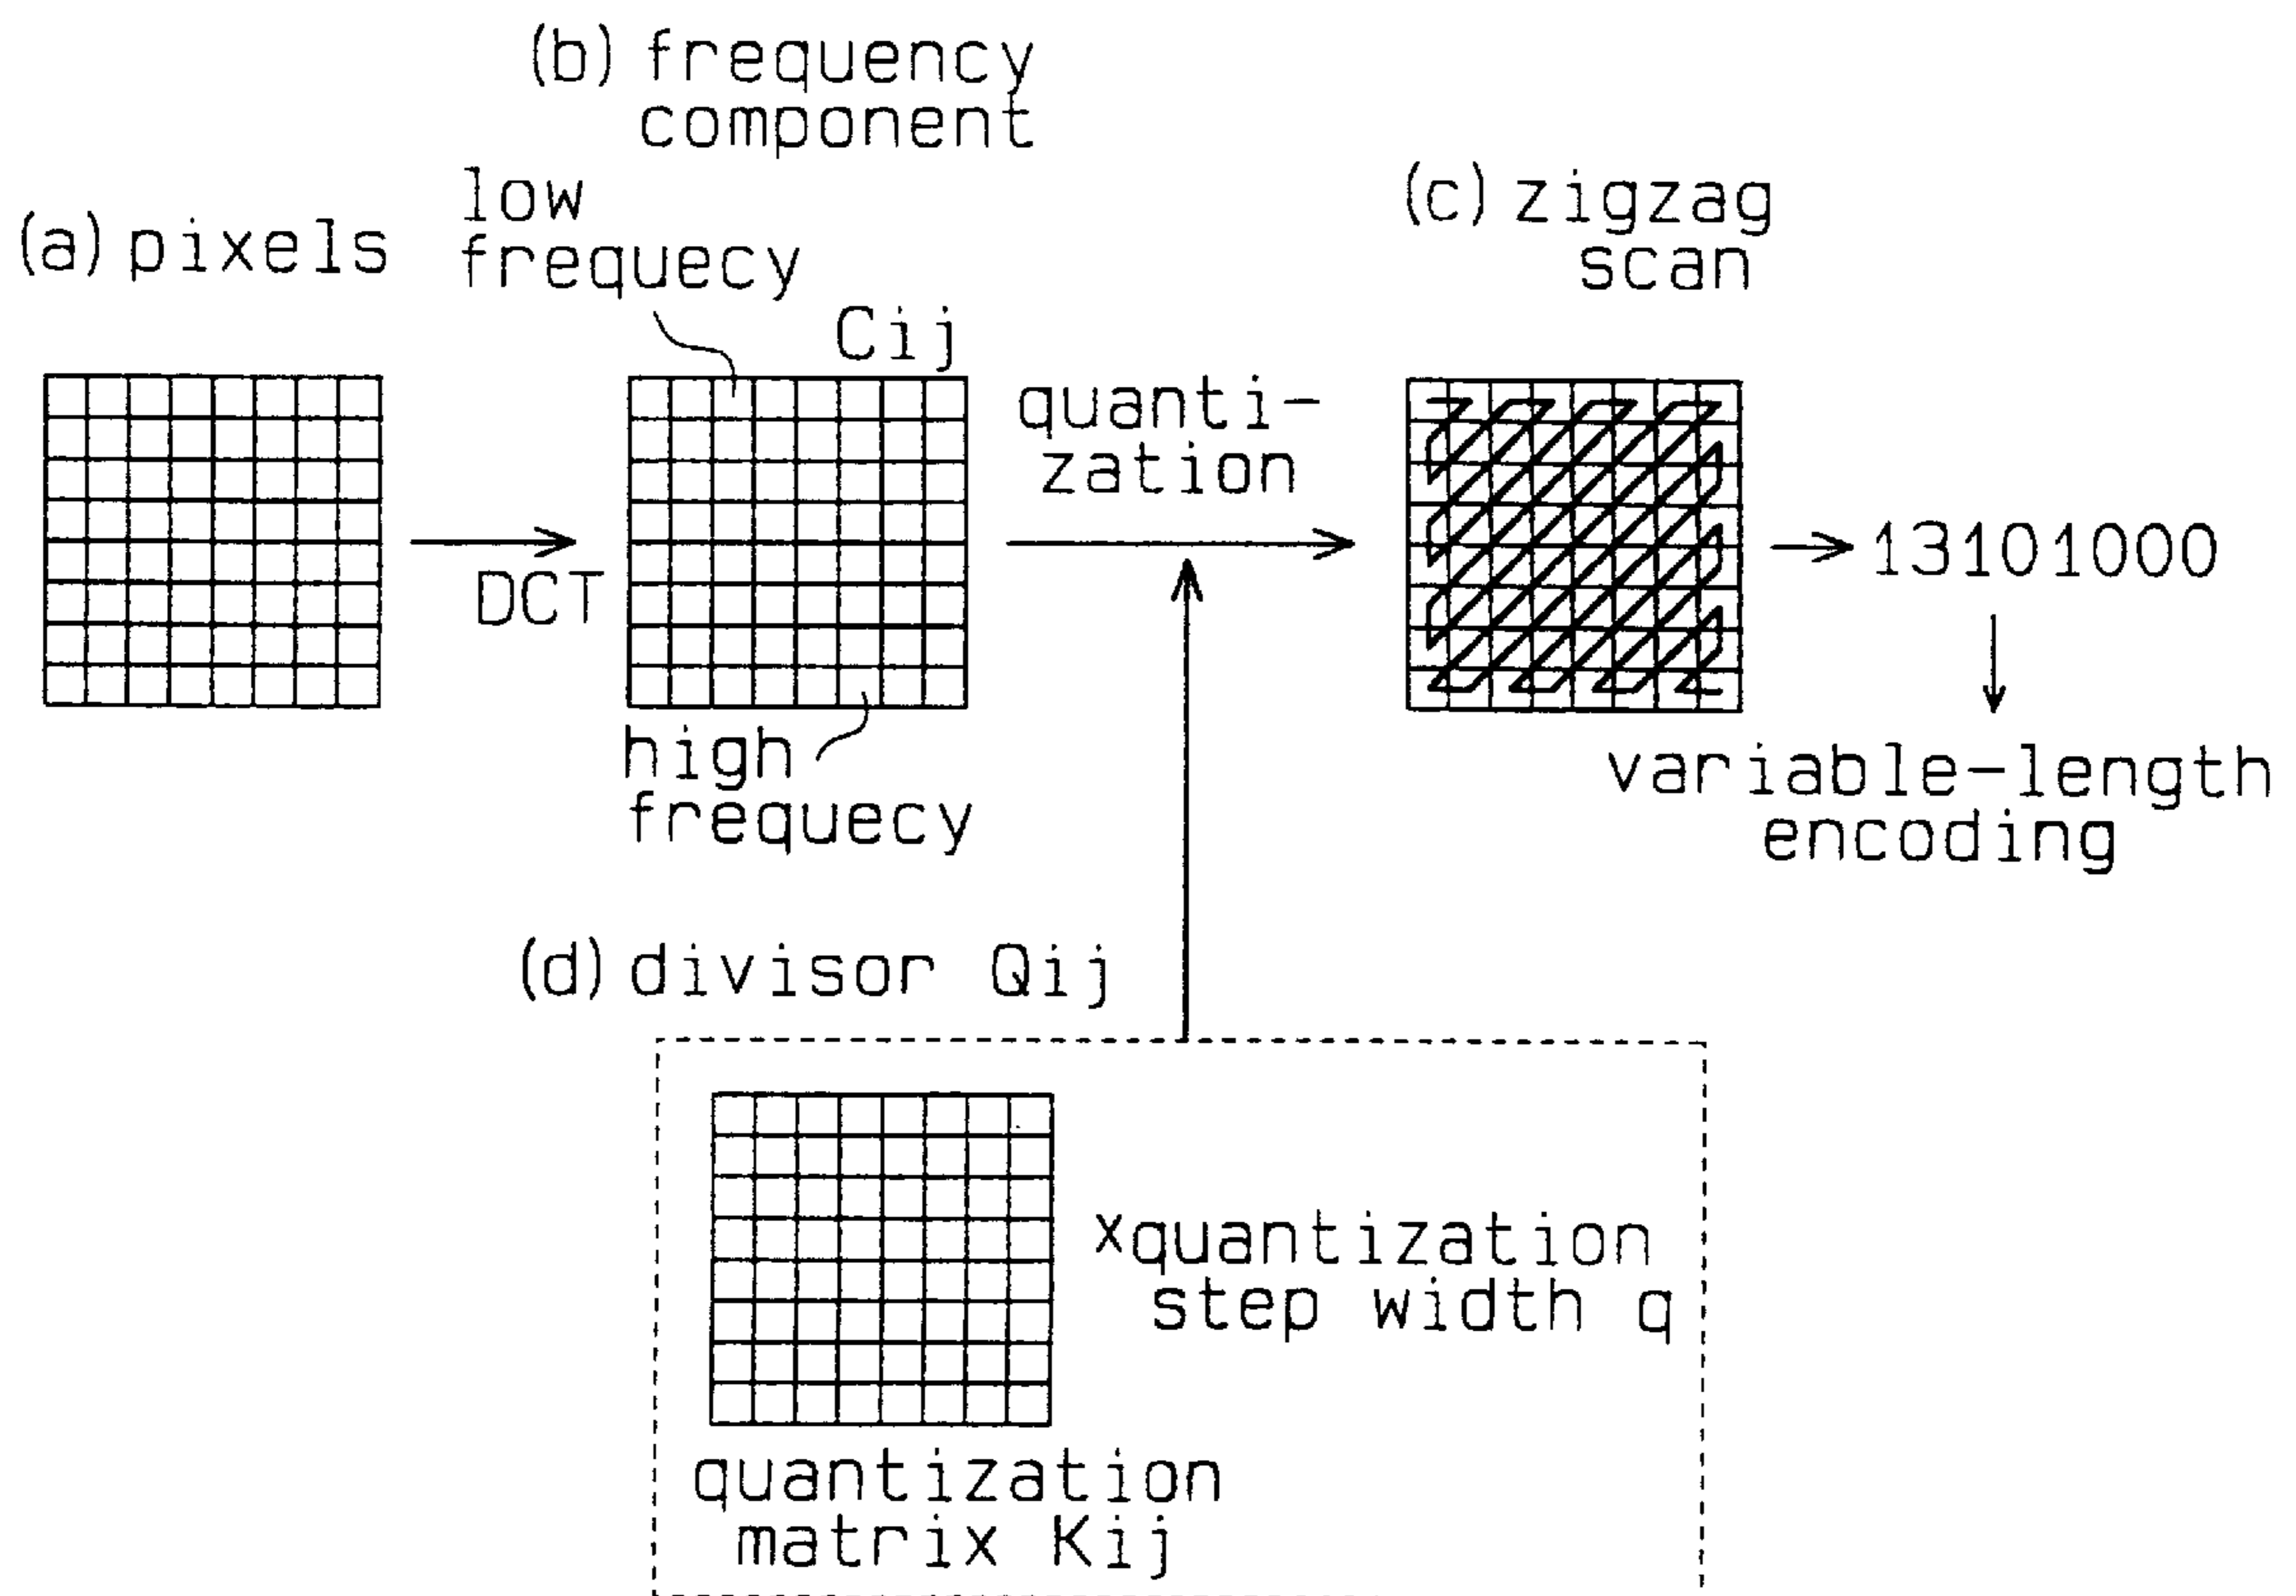 (b) frequency
component
low
frequecy
(a) pixels
(c) zigzag
scan
Cij
quanti-
zation
DCT
13101000
high
frequecy
variable-length
encoding
(d) divisor Qij
xquantization
step width q
quantization
matrix Kij